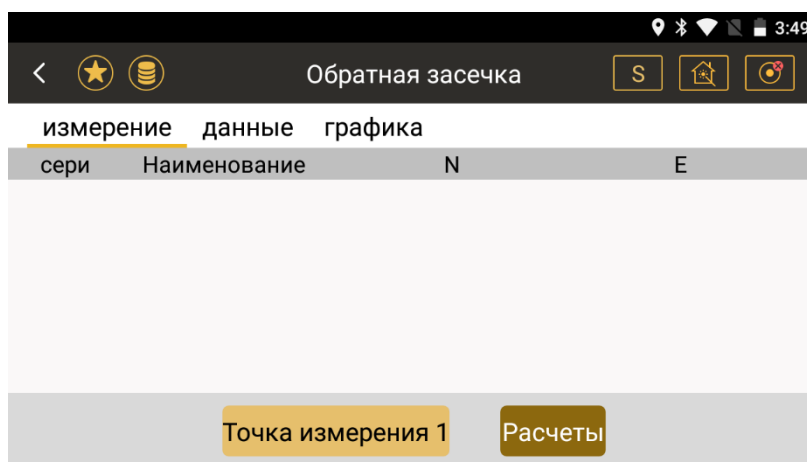 3:49
Обратная засечка S
измерение данные графика
сери Наименование N E
Точка измерения 1 Расчеты